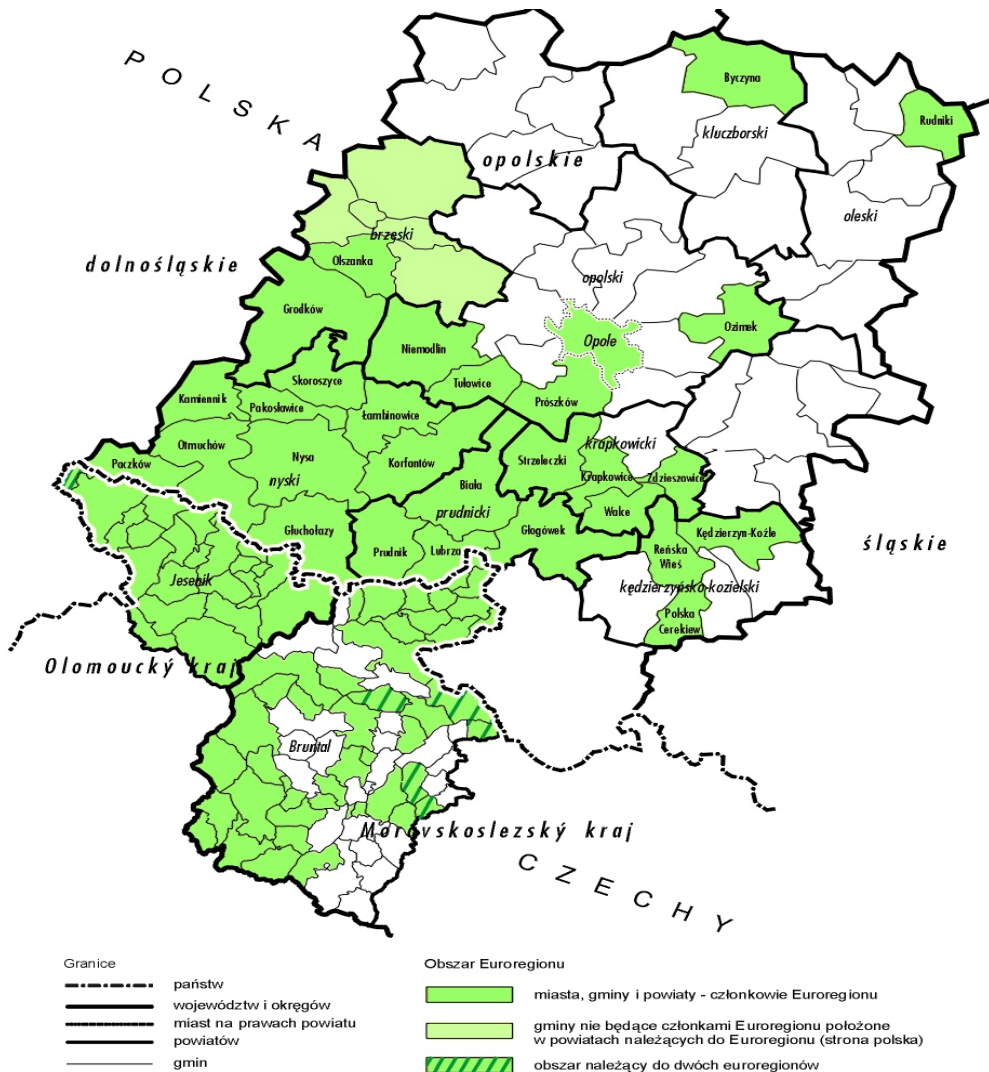 POLSKA
Byczyna
Rudniki
kluczborski
opolskie
oleski
brzeski
Olszanka
dolnośląskie
opolski
Grodków
Ozimek
Opole
Niemodlin
Skoroszyce
Tułowice
Prószków
Kamiennik
Pakosławice
Łambinowice
krapkowicki
Otmuchów
Nysa
Strzeleczki
Paczków
Korfantów
Krapkowice
Zdzieszowice
nyski
Biała
prudnicki
Walce
Głuchołazy
Głogówek
Kędzierzyn-Koźle
śląskie
Prudnik
Lubrza
Reńska
Wieś
Jesenik
kędzierzyńsko-kozielski
Polska
Cerekiew
Olomoucký kraj
Bruntal
Moravskoslezský kraj
CZECHY
Granice
państw
województw i okręgów
miast na prawach powiatu
powiatów
gmin
Obszar Euroregionu
miasta, gminy i powiaty - członkowie Euroregionu
gminy nie będące członkami Euroregionu położone
w powiatach należących do Euroregionu (strona polska)
obszar należący do dwóch euroregionów